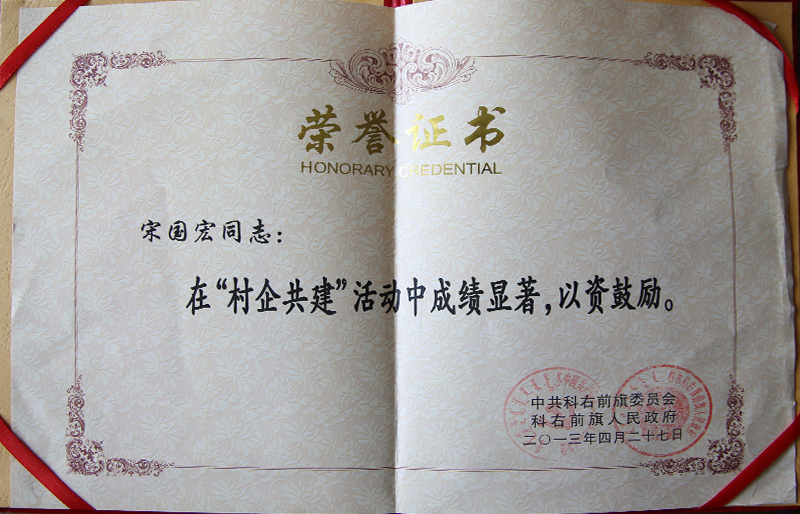 荣誉证书
HONORARY CREDENTIAL
宋国宏同志：
在“村企共建”活动中成绩显著，以资鼓励。
中共科右前旗委员会
科右前旗人民政府
二〇一三年四月二十七日